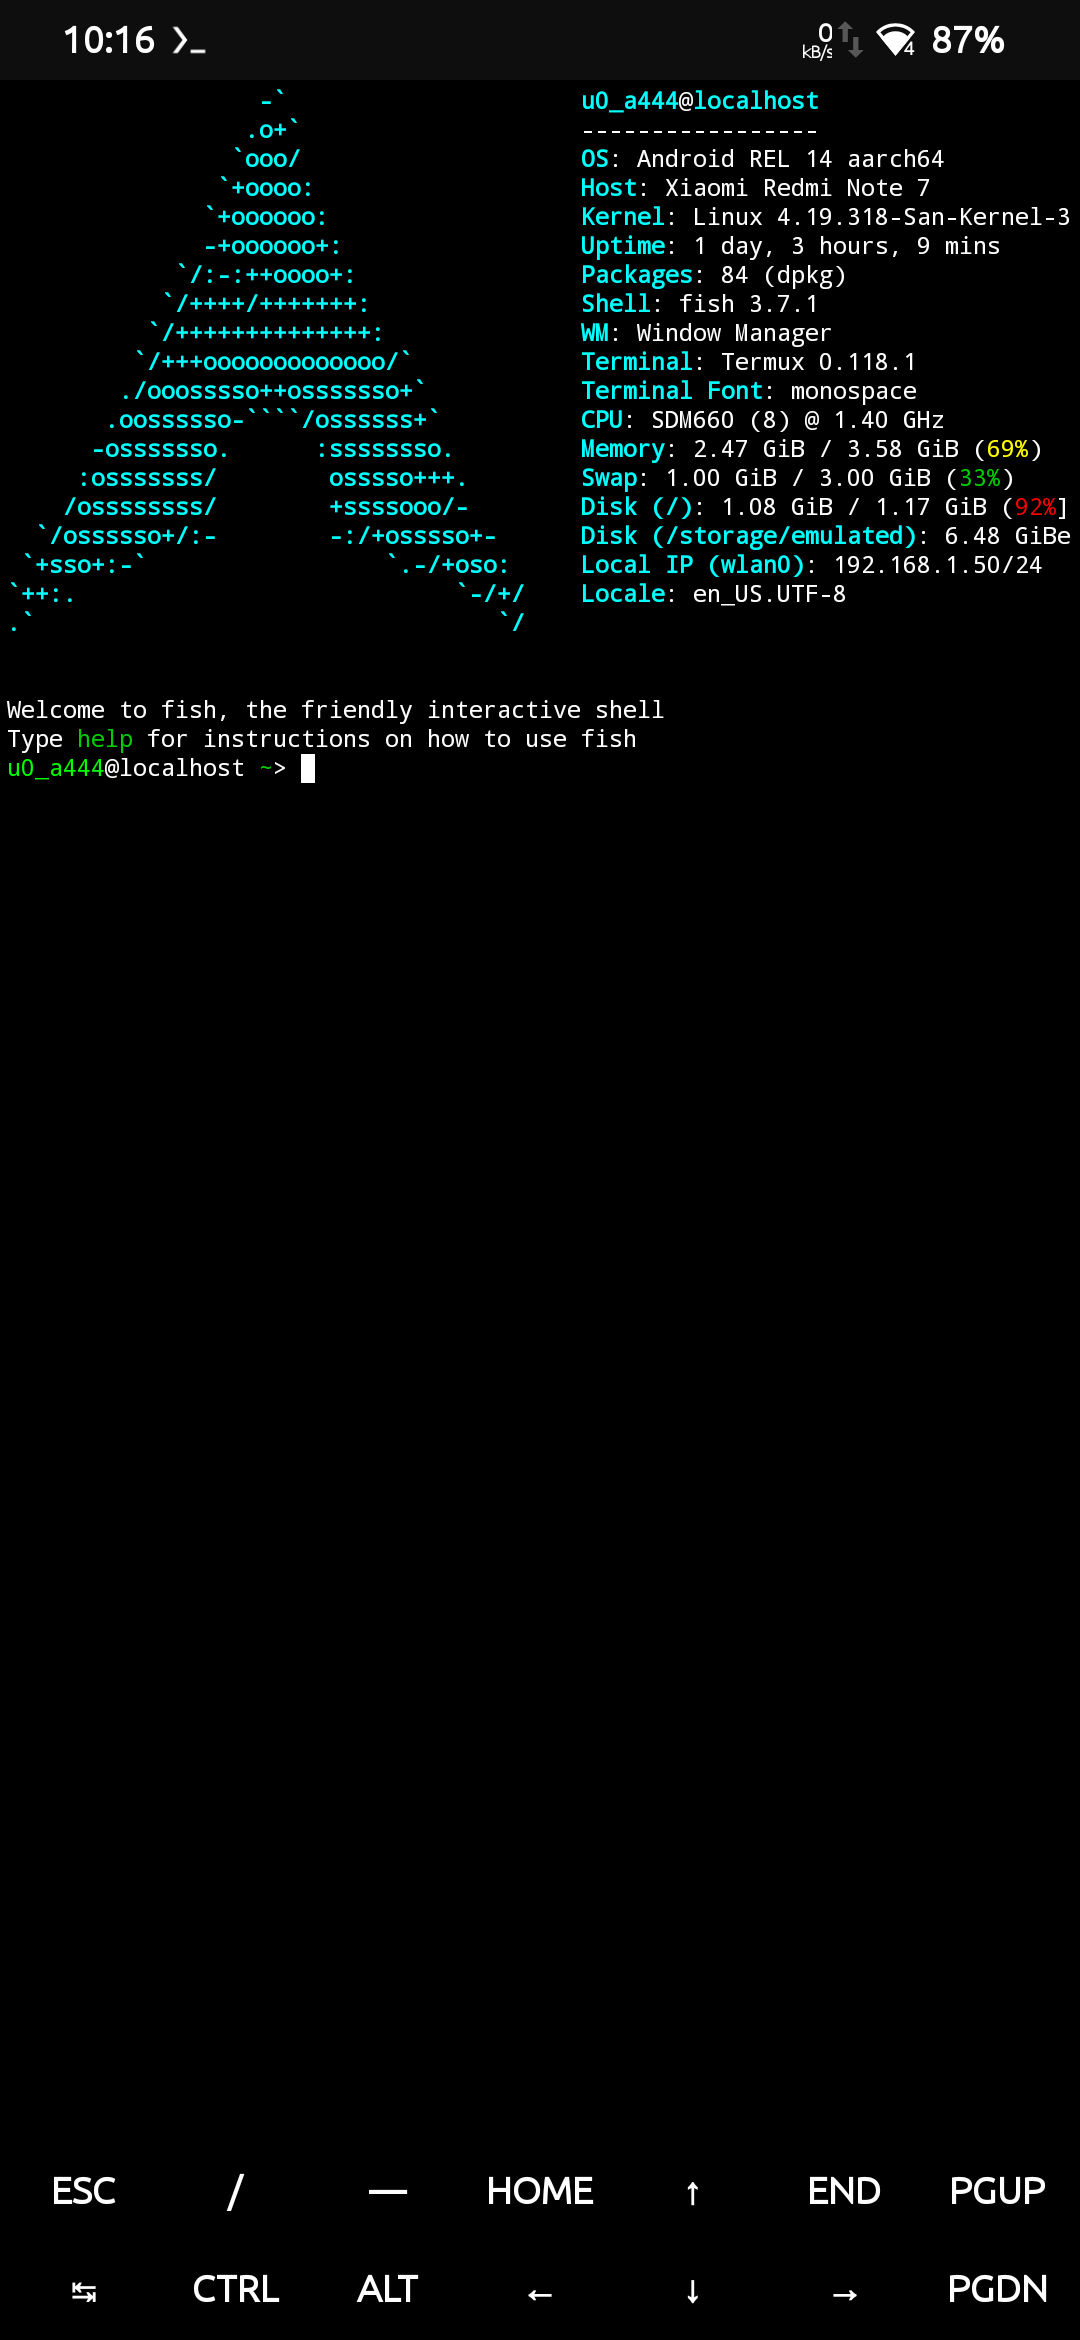 10:16 ❯_ 0 kB/s 4 87%
                  -`                     u0_a444@localhost
                 .o+`                    -----------------
                `ooo/                    OS: Android REL 14 aarch64
               `+oooo:                   Host: Xiaomi Redmi Note 7
              `+oooooo:                  Kernel: Linux 4.19.318-San-Kernel-3
              -+oooooo+:                 Uptime: 1 day, 3 hours, 9 mins
            `/:-:++oooo+:                Packages: 84 (dpkg)
           `/++++/+++++++:               Shell: fish 3.7.1
          `/++++++++++++++:              WM: Window Manager
         `/+++ooooooooooooo/`            Terminal: Termux 0.118.1
        ./ooosssso++osssssso+`           Terminal Font: monospace
       .oossssso-````/ossssss+`          CPU: SDM660 (8) @ 1.40 GHz
      -osssssso.      :ssssssso.         Memory: 2.47 GiB / 3.58 GiB (69%)
     :osssssss/        osssso+++.        Swap: 1.00 GiB / 3.00 GiB (33%)
    /ossssssss/        +ssssooo/-        Disk (/): 1.08 GiB / 1.17 GiB (92%]
  `/ossssso+/:-        -:/+osssso+-      Disk (/storage/emulated): 6.48 GiBe
 `+sso+:-`                 `.-/+oso:     Local IP (wlan0): 192.168.1.50/24
`++:.                           `-/+/    Locale: en_US.UTF-8
.`                                 `/
Welcome to fish, the friendly interactive shell
Type help for instructions on how to use fish
u0_a444@localhost ~>
ESC / — HOME ↑ END PGUP
↹ CTRL ALT ← ↓ → PGDN